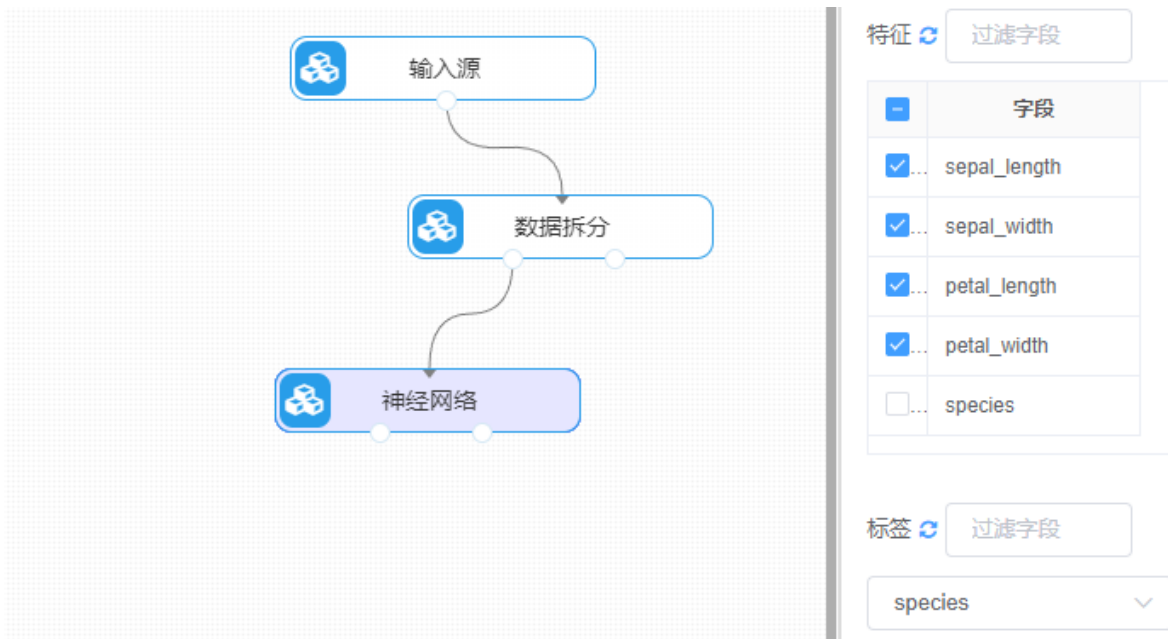 输入源
数据拆分
神经网络
特征 过滤字段
字段
... sepal_length
... sepal_width
... petal_length
... petal_width
... species
标签 过滤字段
species